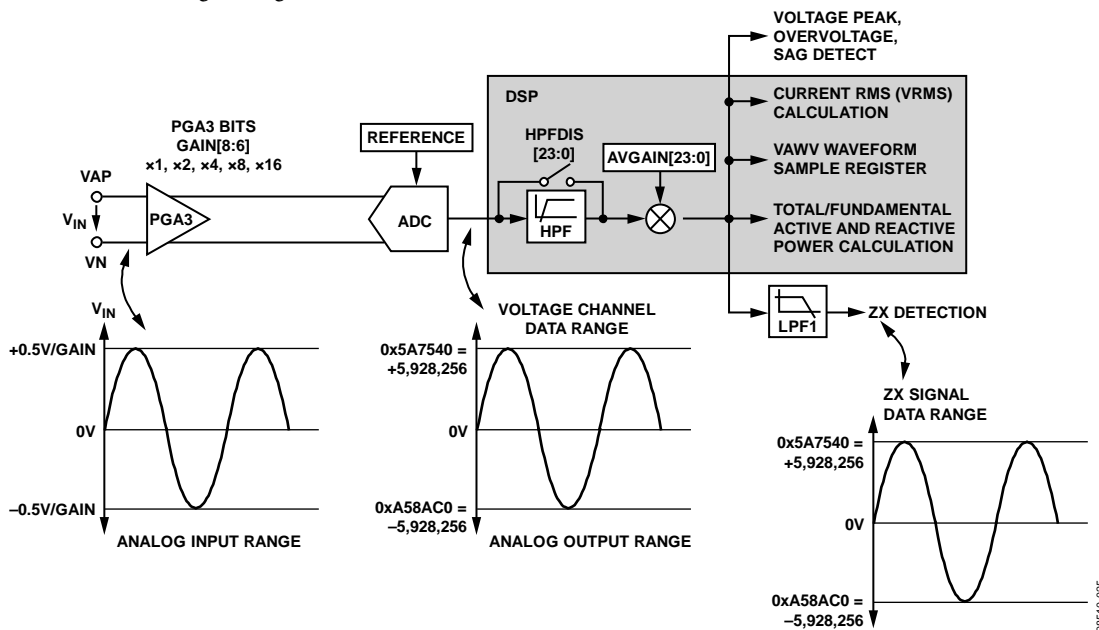 VOLTAGE PEAK,
OVERVOLTAGE,
SAG DETECT
DSP
CURRENT RMS (VRMS)
CALCULATION
PGA3 BITS
GAIN[8:6]
×1, ×2, ×4, ×8, ×16
REFERENCE
HPFDIS
[23:0]
AVGAIN[23:0]
VAWV WAVEFORM
SAMPLE REGISTER
VAP
VIN
PGA3
ADC
HPF
TOTAL/FUNDAMENTAL
ACTIVE AND REACTIVE
POWER CALCULATION
VN
VIN
VOLTAGE CHANNEL
DATA RANGE
LPF1
ZX DETECTION
+0.5V/GAIN
0V
–0.5V/GAIN
ANALOG INPUT RANGE
0x5A7540 =
+5,928,256
0V
0xA58AC0 =
–5,928,256
ANALOG OUTPUT RANGE
ZX SIGNAL
DATA RANGE
0x5A7540 =
+5,928,256
0V
0xA58AC0 =
–5,928,256